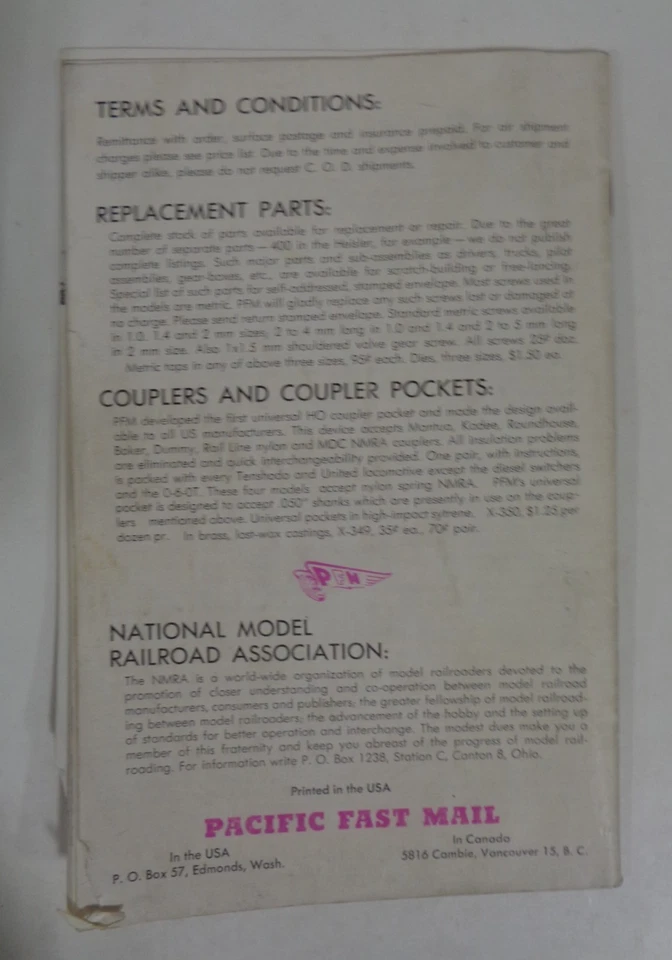 TERMS AND CONDITIONS:
Remittance with order, surface postage and insurance prepaid. For air shipment
charges please see price list. Due to the time and expense involved to customer and
shipper alike, please do not request C. O. D. shipments.
REPLACEMENT PARTS:
Complete stock of parts available for replacement or repair. Due to the great
number of separate parts — 400 in the Heisler, for example — we do not publish
complete listings. Such major parts and sub-assemblies as drivers, trucks, pilot
assemblies, gear-boxes, etc., are available for scratch-building or free-lancing.
Special list of such parts for self-addressed, stamped envelope. Most screws used in
the models are metric. PFM will gladly replace any such screws lost or damaged at
no charge. Please send return stamped envelope. Standard metric screws available
in 1.0, 1.4 and 2 mm sizes, 2 to 4 mm long in 1.0 and 1.4 and 2 to 5 mm long
in 2 mm size. Also 1x1.5 mm shouldered valve gear screw. All screws 25¢ doz.
Metric taps in any of above three sizes, 95¢ each. Dies, three sizes, $1.50 ea.
COUPLERS AND COUPLER POCKETS:
PFM developed the first universal HO coupler pocket and made the design avail-
able to all US manufacturers. This device accepts Mantua, Kadee, Roundhouse,
Baker, Dummy, Rail Line nylon and MDC NMRA couplers. All insulation problems
are eliminated and quick interchangeability provided. One pair, with instructions,
is packed with every Tenshodo and United locomotive except the diesel switchers
and the 0-6-0T. These four models accept nylon spring NMRA. PFM's universal
pocket is designed to accept .050" shanks which are presently in use on the coup-
lers mentioned above. Universal pockets in high-impact sytrene. X-350, $1.25 per
dozen pr. In brass, lost-wax castings, X-349, 35¢ ea., 70¢ pair.
PFM
NATIONAL MODEL
RAILROAD ASSOCIATION:
The NMRA is a world-wide organization of model railroaders devoted to the
promotion of closer understanding and co-operation between model railroad
manufacturers, consumers and publishers; the greater fellowship of model railroad-
ing between model railroaders; the advancement of the hobby and the setting up
of standards for better operation and interchange. The modest dues make you a
member of this fraternity and keep you abreast of the progress of model rail-
roading. For information write P. O. Box 1238, Station C, Canton 8, Ohio.
Printed in the USA
PACIFIC FAST MAIL
In the USA
P. O. Box 57, Edmonds, Wash.
In Canada
5816 Cambie, Vancouver 15, B. C.